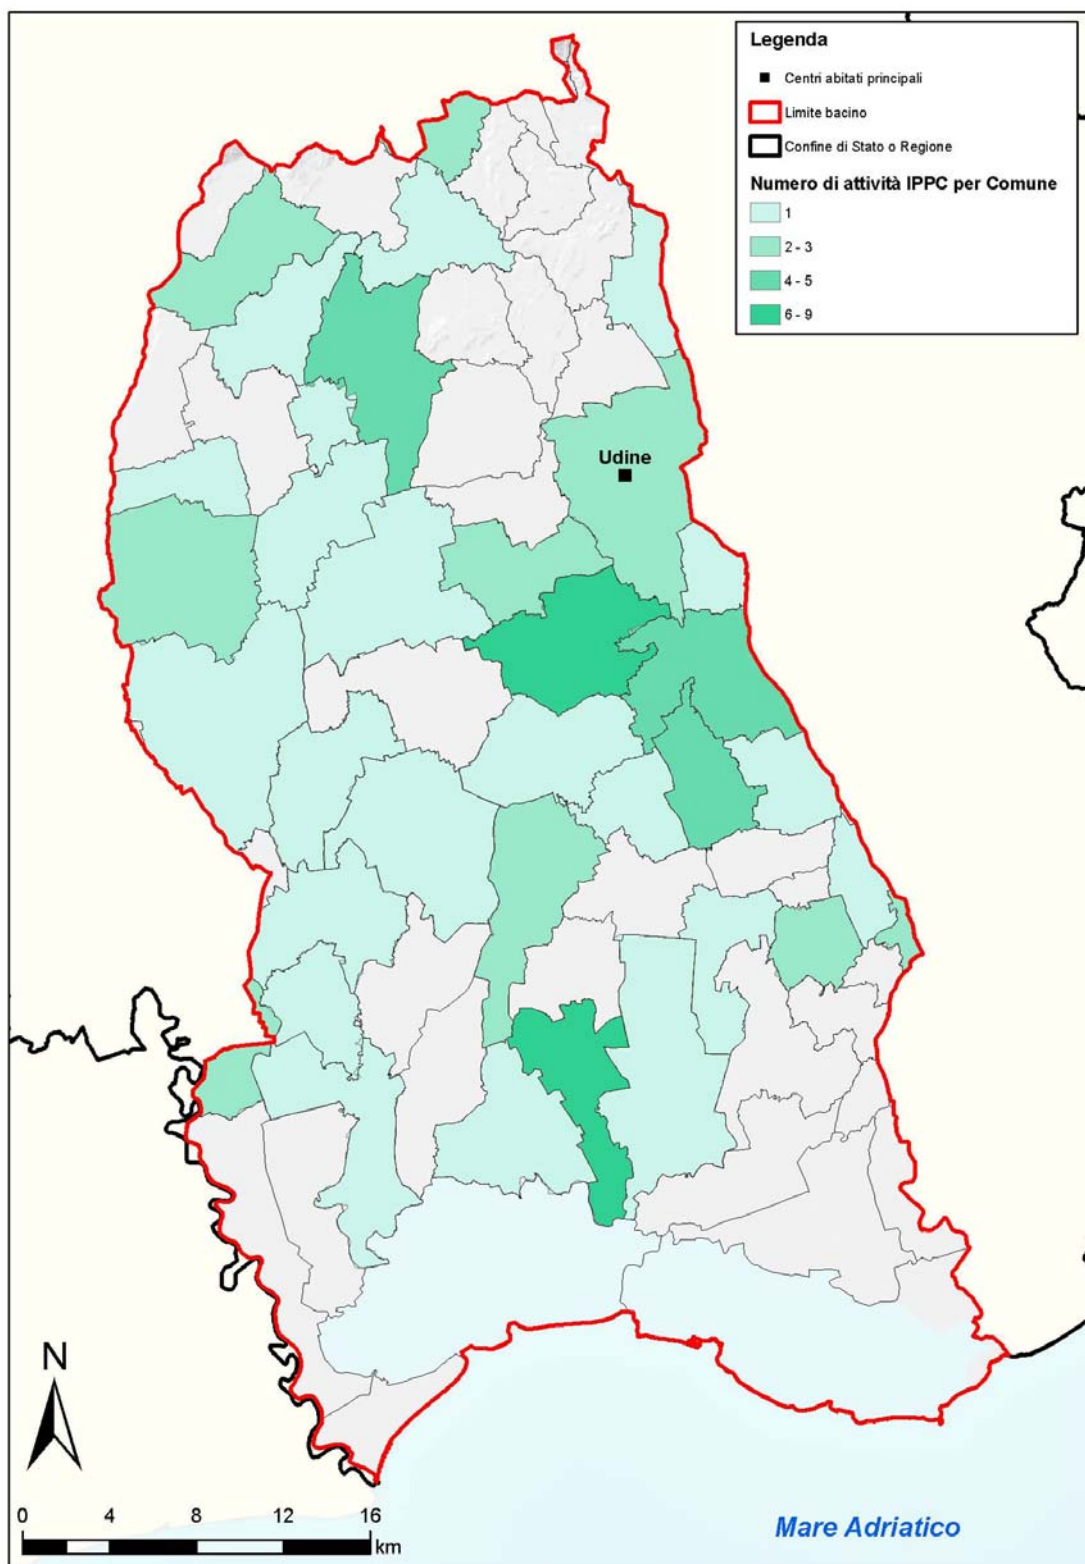 Legenda
Centri abitati principali
Limite bacino
Confine di Stato o Regione
Numero di attività IPPC per Comune
1
2 - 3
4 - 5
6 - 9
Udine
N
0 4 8 12 16
km
Mare Adriatico